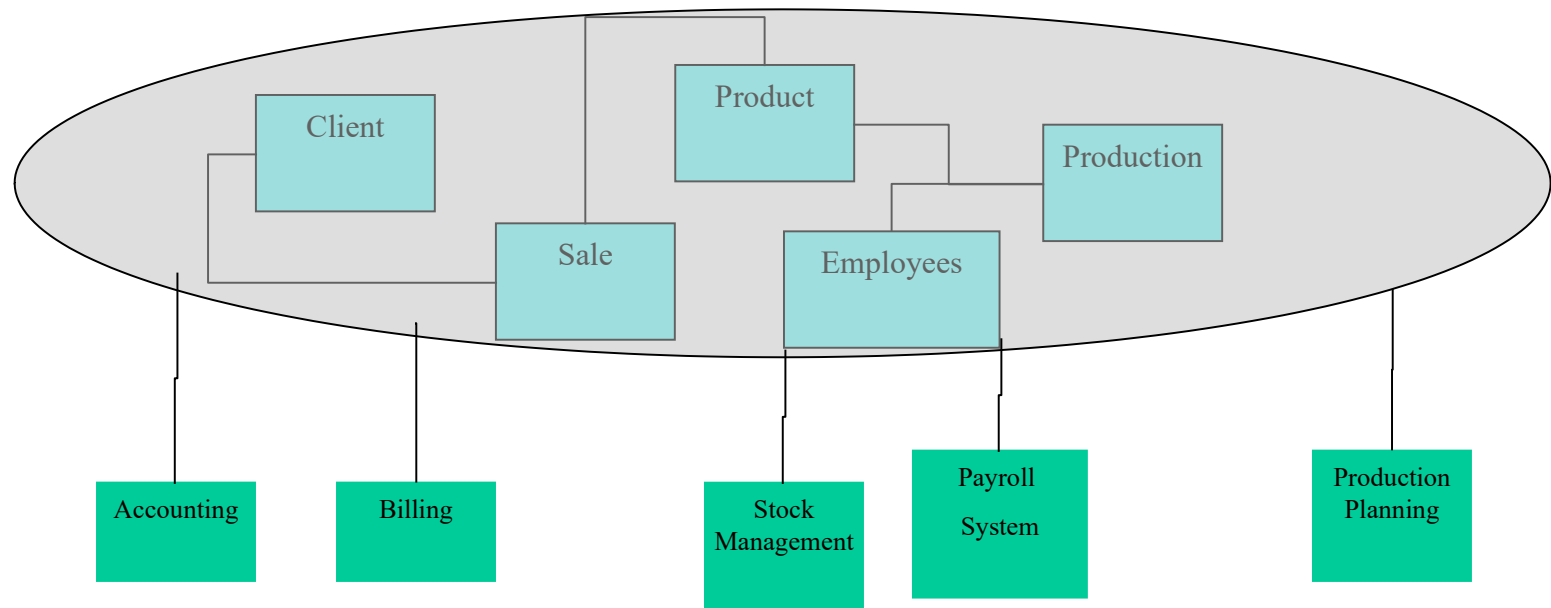 Product
Client
Production
Sale
Employees
Accounting
Billing
Stock
Management
Payroll
System
Production
Planning